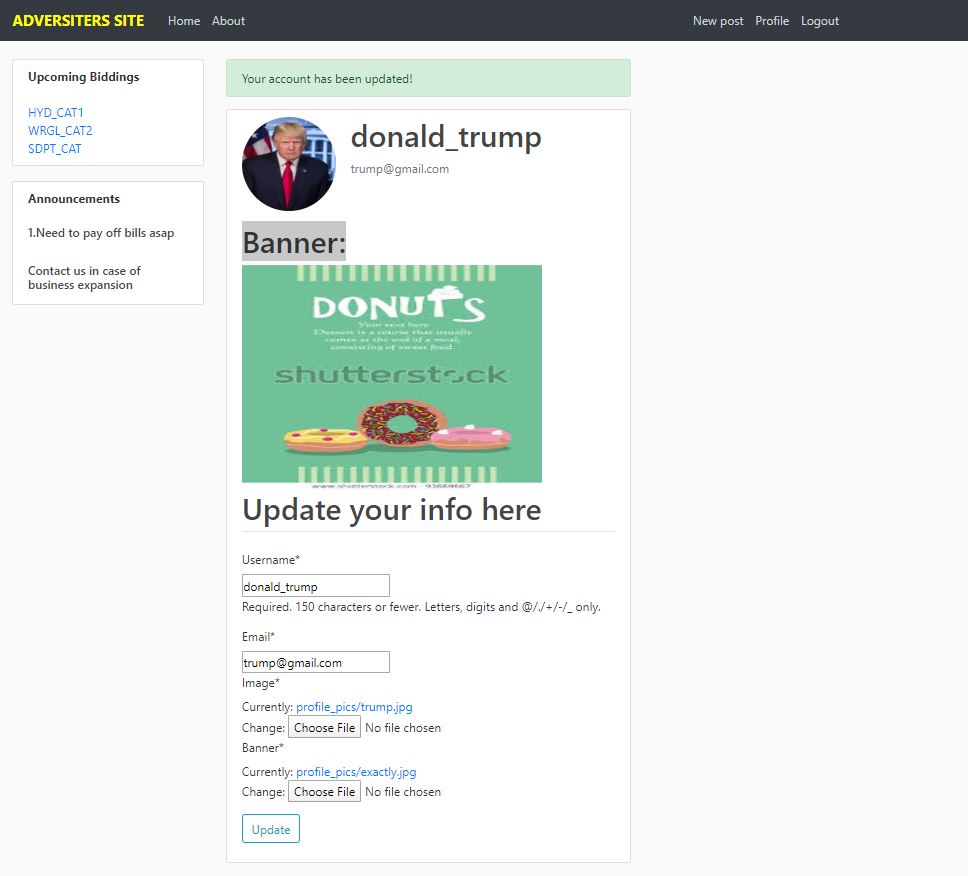 ADVERSITERS SITE Home About New post Profile Logout
Upcoming Biddings
HYD_CAT1
WRGL_CAT2
SDPT_CAT
Announcements
1.Need to pay off bills asap
Contact us in case of
business expansion
Your account has been updated!
donald_trump
trump@gmail.com
Banner:
DONUTS
Your text here
Dessert is a course that usually
comes at the end of a meal,
consisting of sweet food.
shutterstock
www.shutterstock.com · 93669667
Update your info here
Username*
donald_trump
Required. 150 characters or fewer. Letters, digits and @/./+/-/_ only.
Email*
trump@gmail.com
Image*
Currently: profile_pics/trump.jpg
Change: Choose File No file chosen
Banner*
Currently: profile_pics/exactly.jpg
Change: Choose File No file chosen
Update